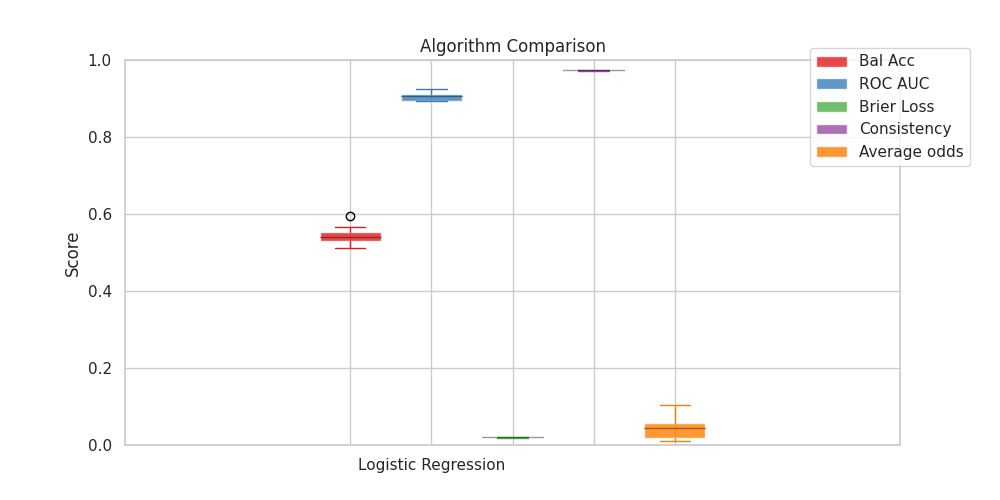 Algorithm Comparison
1.0
0.8
0.6
0.4
0.2
0.0
Score
Logistic Regression
Bal Acc
ROC AUC
Brier Loss
Consistency
Average odds